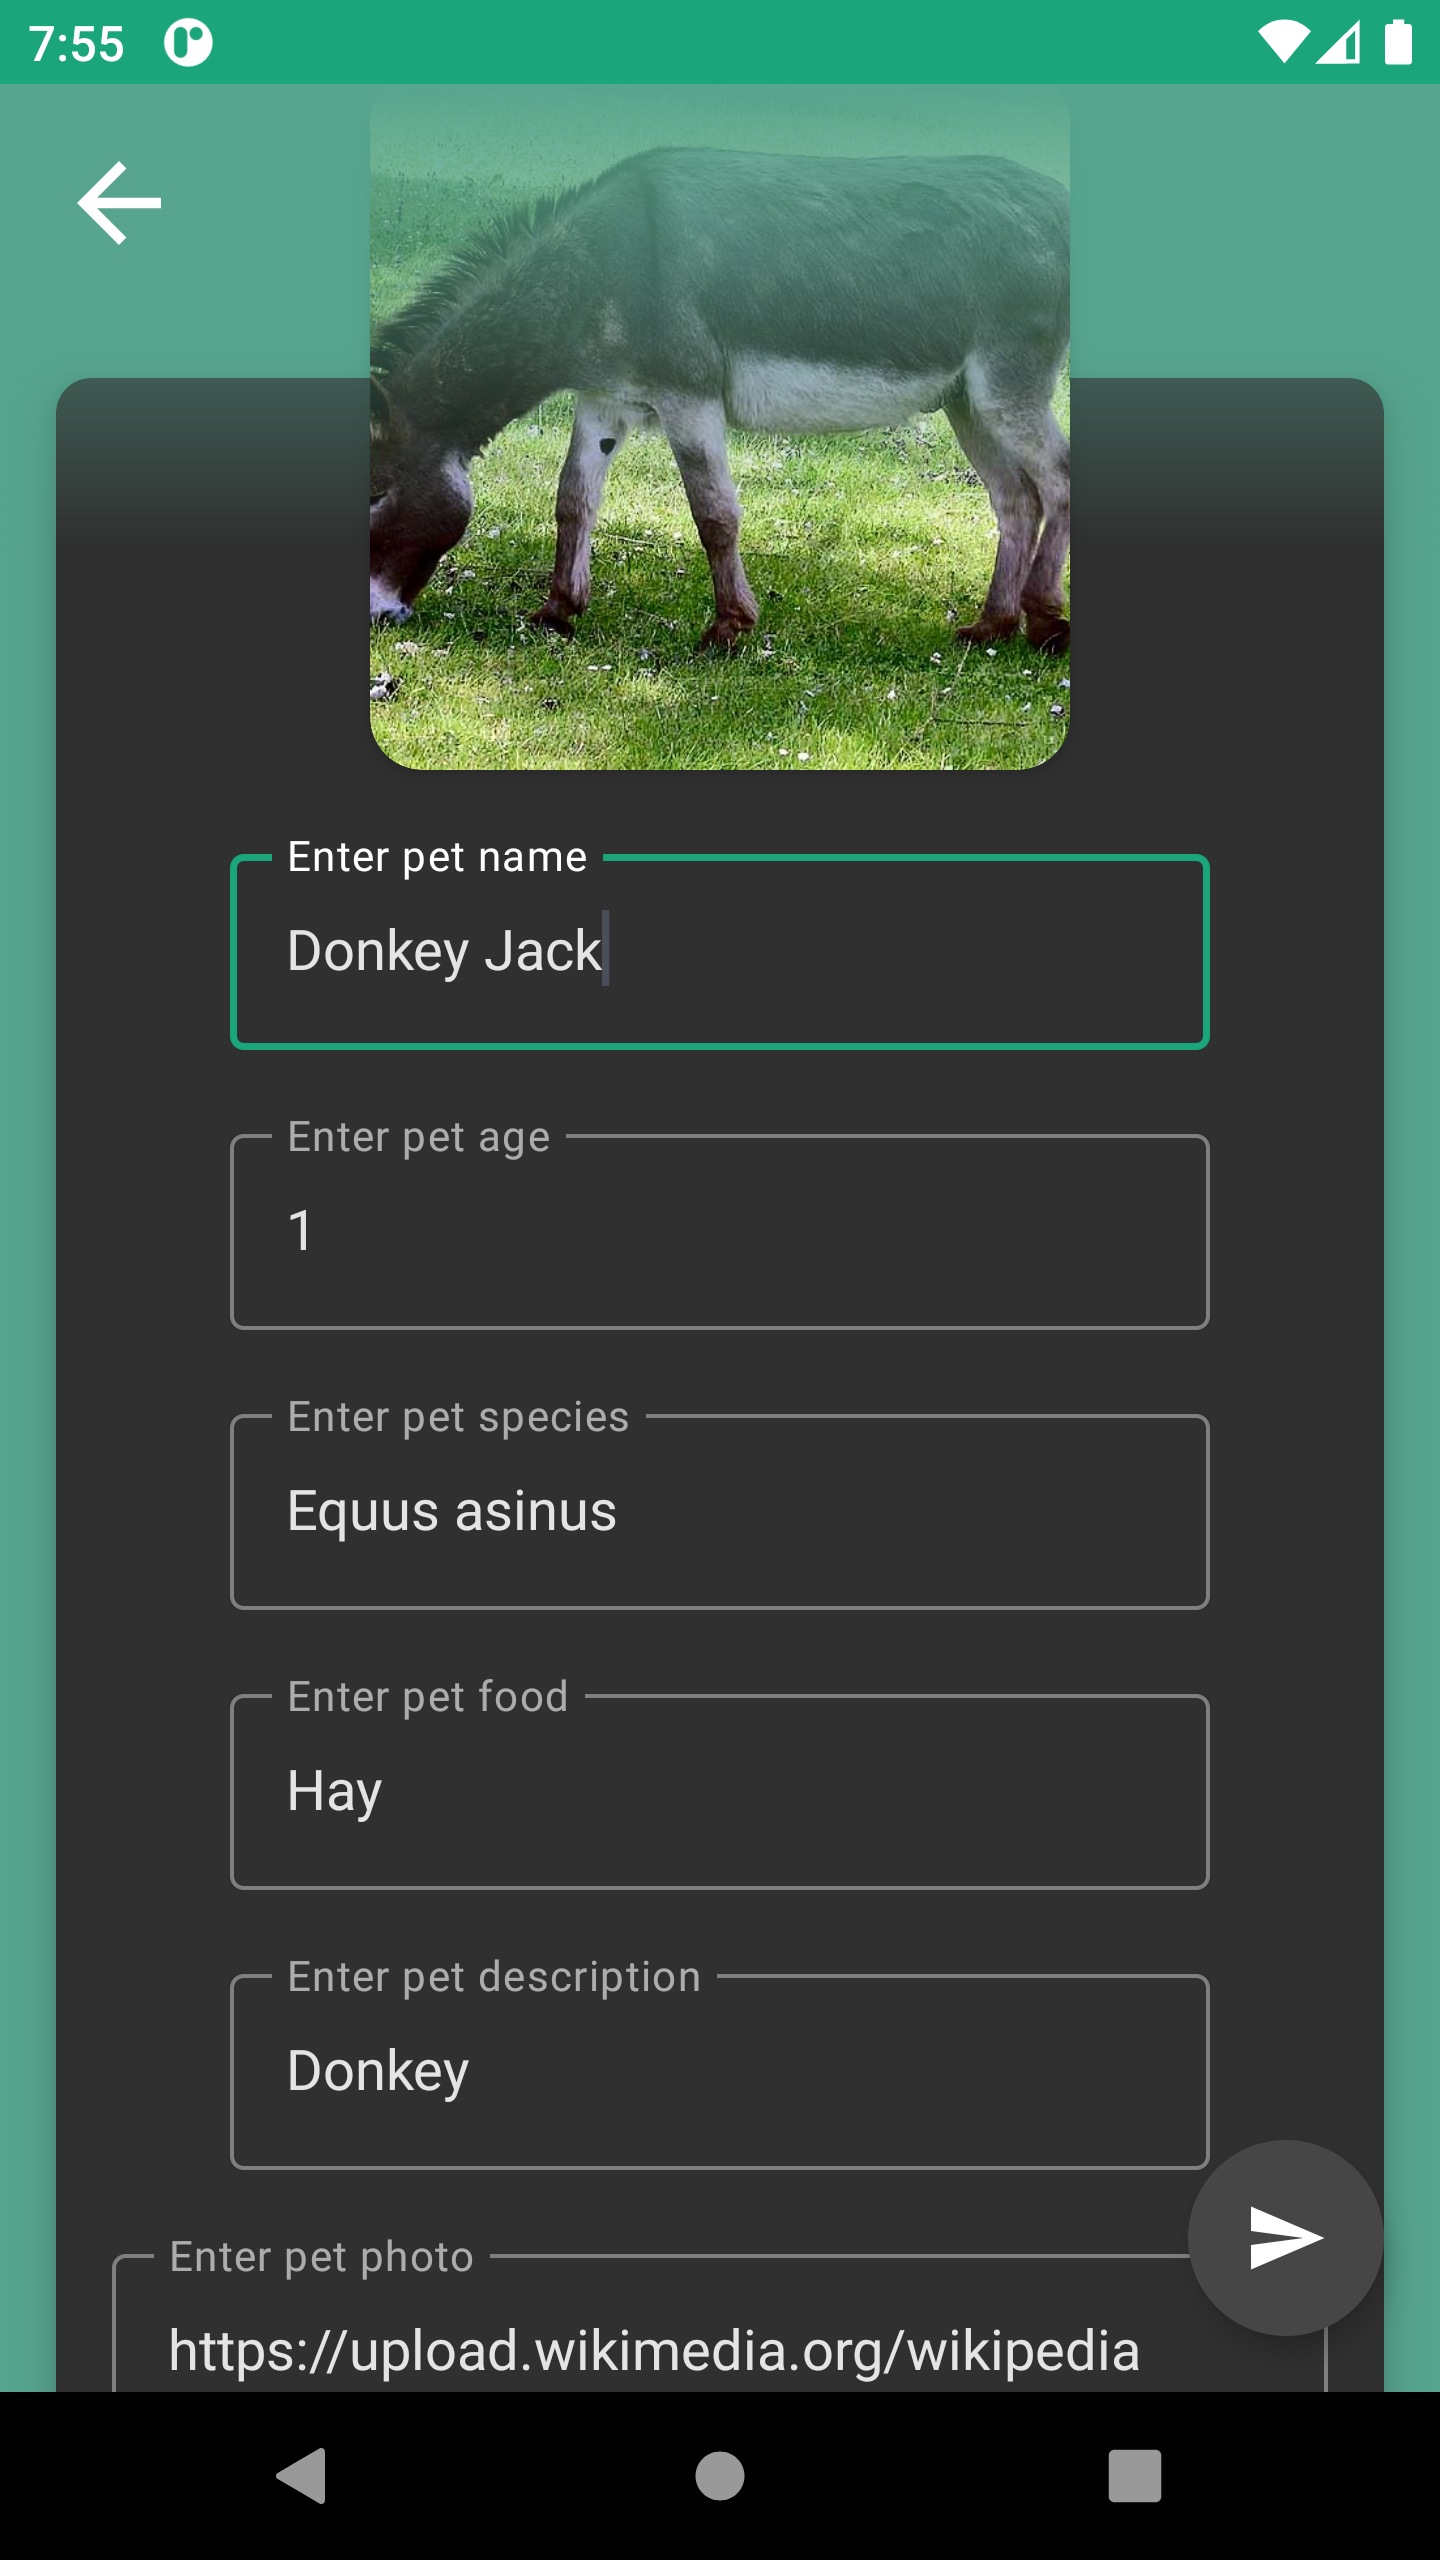 7:55
Enter pet name
Donkey Jack
Enter pet age
1
Enter pet species
Equus asinus
Enter pet food
Hay
Enter pet description
Donkey
Enter pet photo
https://upload.wikimedia.org/wikipedia